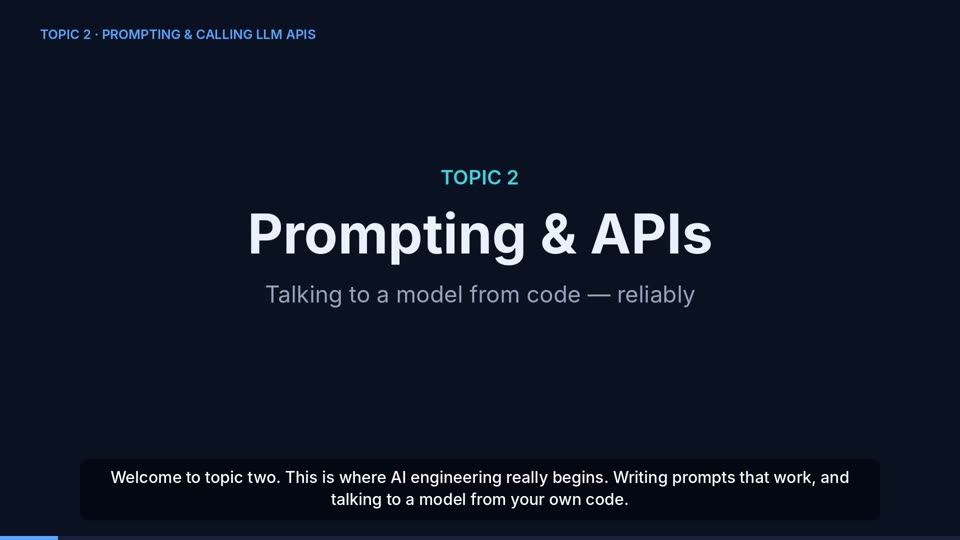 TOPIC 2 · PROMPTING & CALLING LLM APIS
TOPIC 2
Prompting & APIs
Talking to a model from code — reliably
Welcome to topic two. This is where AI engineering really begins. Writing prompts that work, and
talking to a model from your own code.